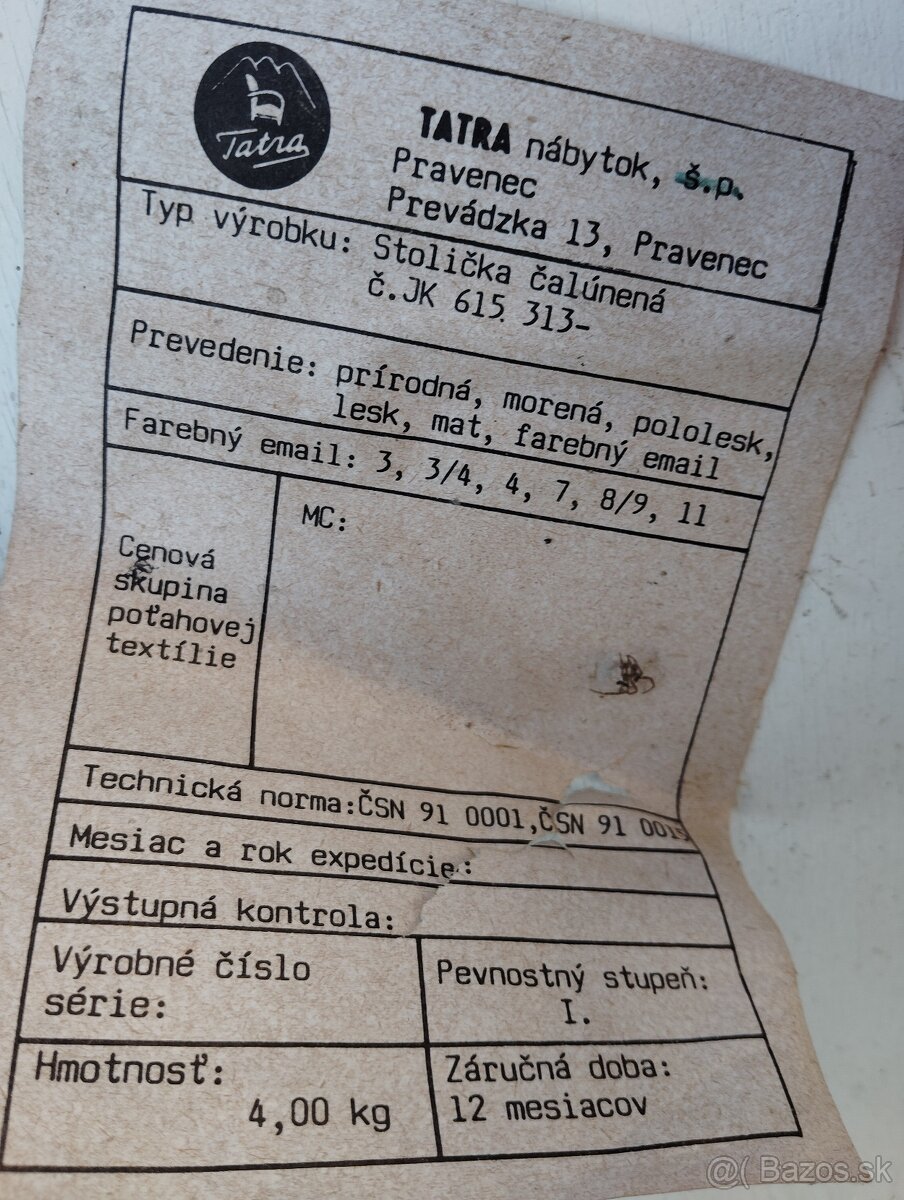 Tatra
TATRA nábytok, š.p.
Pravenec
Prevádzka 13, Pravenec
Typ výrobku: Stolička čalúnená
Č.JK 615 313-
Prevedenie: prírodná, morená, pololesk,
lesk, mat, farebný email
Farebný email: 3, 3/4, 4, 7, 8/9, 11
Cenová
skupina
poťahovej
textílie
MC:
Technická norma:ČSN 91 0001,ČSN 91 0015
Mesiac a rok expedície:
Výstupná kontrola:
Výrobné číslo
série:
Pevnostný stupeň:
I.
Hmotnosť:
4,00 kg
Záručná doba:
12 mesiacov
@( Bazos.sk